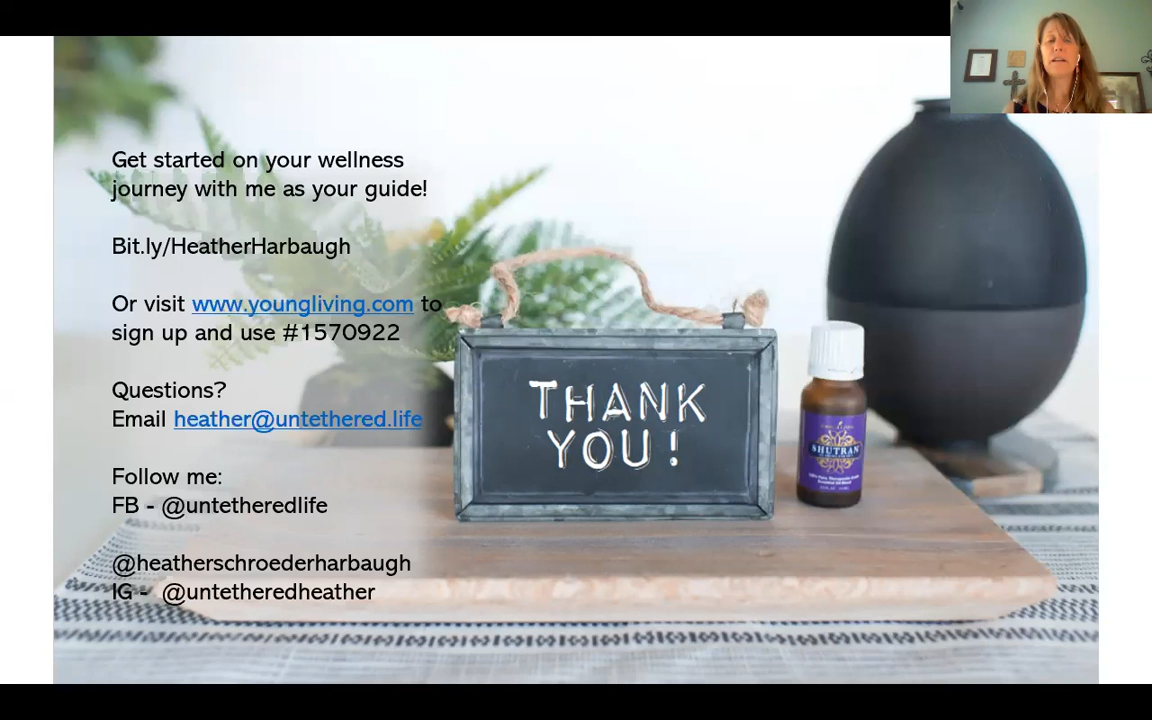 Get started on your wellness
journey with me as your guide!
Bit.ly/HeatherHarbaugh
Or visit www.youngliving.com to
sign up and use #1570922
Questions?
Email heather@untethered.life
Follow me:
FB - @untetheredlife
@heatherschroederharbaugh
IG - @untetheredheather
THANK
YOU!
SHUTRAN